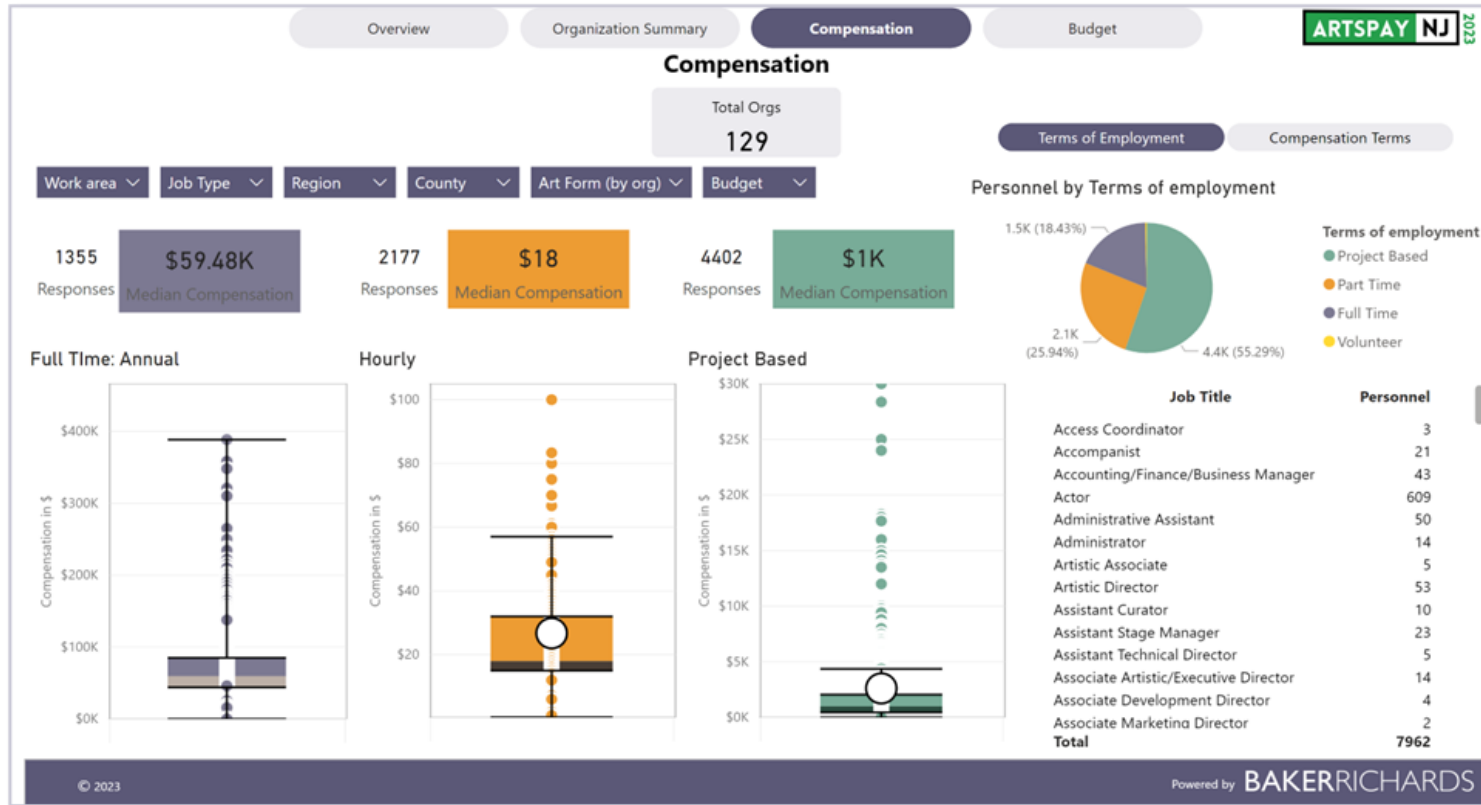 Overview
Organization Summary
Compensation
Budget
ARTSPAY NJ 2023
Compensation
Total Orgs
129
Terms of Employment
Compensation Terms
Work area
Job Type
Region
County
Art Form (by org)
Budget
1355
Responses
$59.48K
Median Compensation
2177
Responses
$18
Median Compensation
4402
Responses
$1K
Median Compensation
Personnel by Terms of employment
1.5K (18.43%)
2.1K
(25.94%)
4.4K (55.29%)
Terms of employment
Project Based
Part Time
Full Time
Volunteer
Full TIme: Annual
Compensation in $
$400K
$300K
$200K
$100K
$0K
Hourly
Compensation in $
$100
$80
$60
$40
$20
Project Based
Compensation in $
$30K
$25K
$20K
$15K
$10K
$5K
$0K
Job Title Personnel
Access Coordinator 3
Accompanist 21
Accounting/Finance/Business Manager 43
Actor 609
Administrative Assistant 50
Administrator 14
Artistic Associate 5
Artistic Director 53
Assistant Curator 10
Assistant Stage Manager 23
Assistant Technical Director 5
Associate Artistic/Executive Director 14
Associate Development Director 4
Associate Marketing Director 2
Total 7962
© 2023
Powered by BAKERRICHARDS